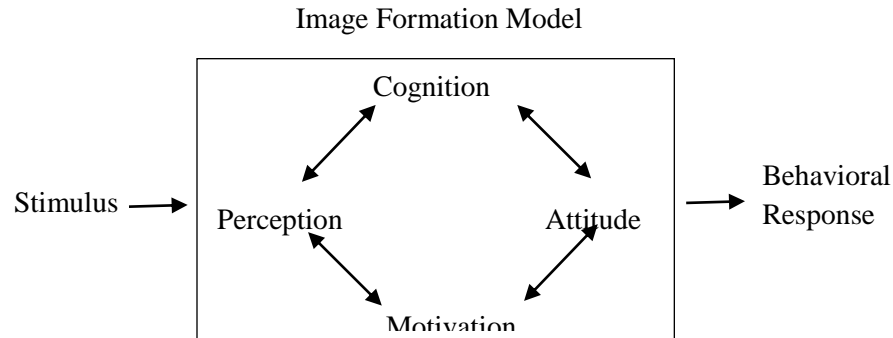 Image Formation Model
Cognition
Stimulus
Perception
Attitude
Behavioral
Response
Motivation